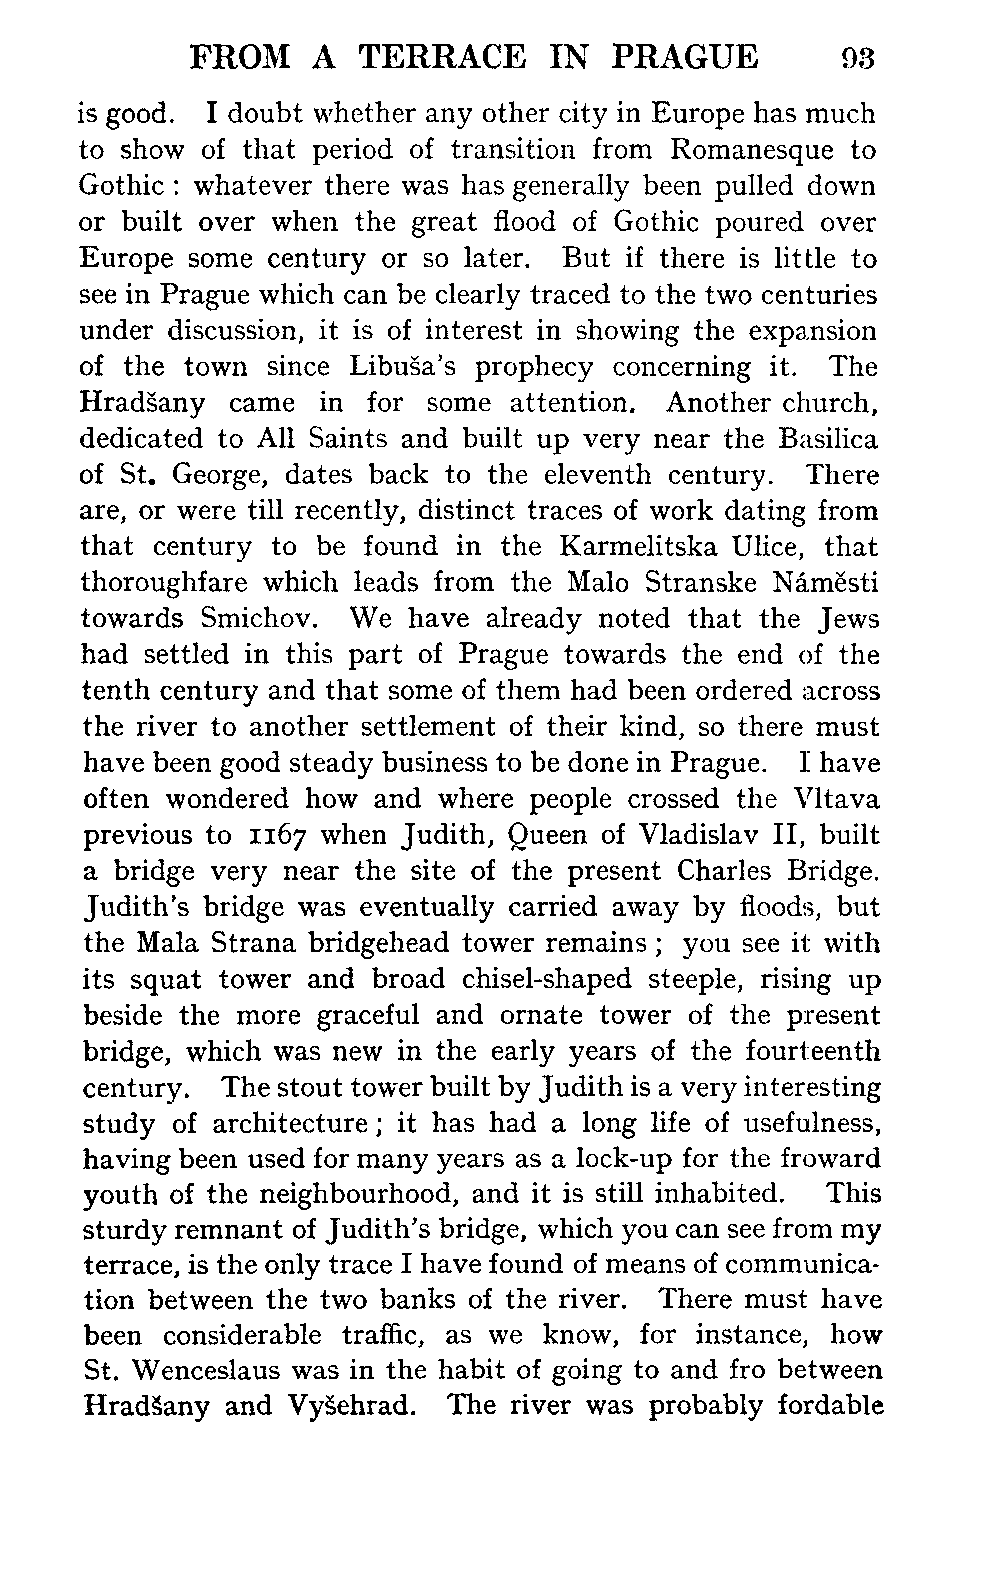 FROM A TERRACE IN PRAGUE 93
is good. I doubt whether any other city in Europe has much
to show of that period of transition from Romanesque to
Gothic : whatever there was has generally been pulled down
or built over when the great flood of Gothic poured over
Europe some century or so later. But if there is little to
see in Prague which can be clearly traced to the two centuries
under discussion, it is of interest in showing the expansion
of the town since Libuša's prophecy concerning it. The
Hradšany came in for some attention. Another church,
dedicated to All Saints and built up very near the Basilica
of St. George, dates back to the eleventh century. There
are, or were till recently, distinct traces of work dating from
that century to be found in the Karmelitska Ulice, that
thoroughfare which leads from the Malo Stranske Náměsti
towards Smichov. We have already noted that the Jews
had settled in this part of Prague towards the end of the
tenth century and that some of them had been ordered across
the river to another settlement of their kind, so there must
have been good steady business to be done in Prague. I have
often wondered how and where people crossed the Vltava
previous to 1167 when Judith, Queen of Vladislav II, built
a bridge very near the site of the present Charles Bridge.
Judith's bridge was eventually carried away by floods, but
the Mala Strana bridgehead tower remains ; you see it with
its squat tower and broad chisel-shaped steeple, rising up
beside the more graceful and ornate tower of the present
bridge, which was new in the early years of the fourteenth
century. The stout tower built by Judith is a very interesting
study of architecture ; it has had a long life of usefulness,
having been used for many years as a lock-up for the froward
youth of the neighbourhood, and it is still inhabited. This
sturdy remnant of Judith's bridge, which you can see from my
terrace, is the only trace I have found of means of communica-
tion between the two banks of the river. There must have
been considerable traffic, as we know, for instance, how
St. Wenceslaus was in the habit of going to and fro between
Hradšany and Vyšehrad. The river was probably fordable